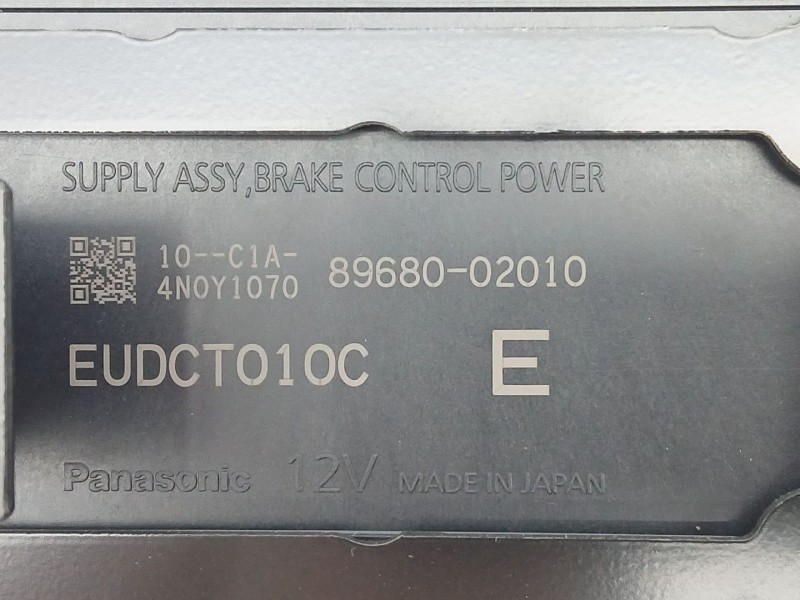 SUPPLY ASSY,BRAKE CONTROL POWER
10--C1A-
4N0Y1070
89680-02010
EUDCT010C
E
Panasonic 12V MADE IN JAPAN